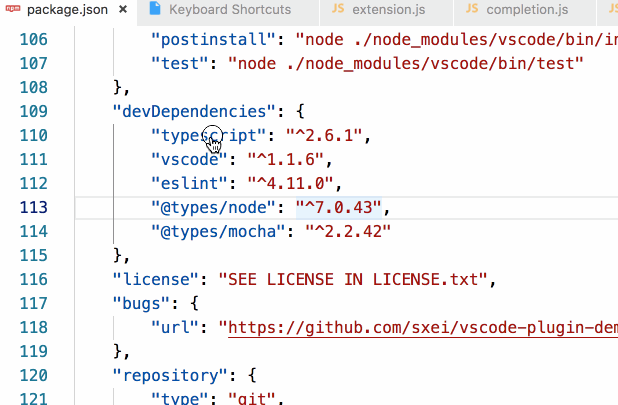 package.json × Keyboard Shortcuts JS extension.js JS completion.js JS
106 "postinstall": "node ./node_modules/vscode/bin/in
107 "test": "node ./node_modules/vscode/bin/test"
108 },
109 "devDependencies": {
110 "typescript": "^2.6.1",
111 "vscode": "^1.1.6",
112 "eslint": "^4.11.0",
113 "@types/node": "^7.0.43",
114 "@types/mocha": "^2.2.42"
115 },
116 "license": "SEE LICENSE IN LICENSE.txt",
117 "bugs": {
118 "url": "https://github.com/sxei/vscode-plugin-dem
119 },
120 "repository": {
121 "type": "git",